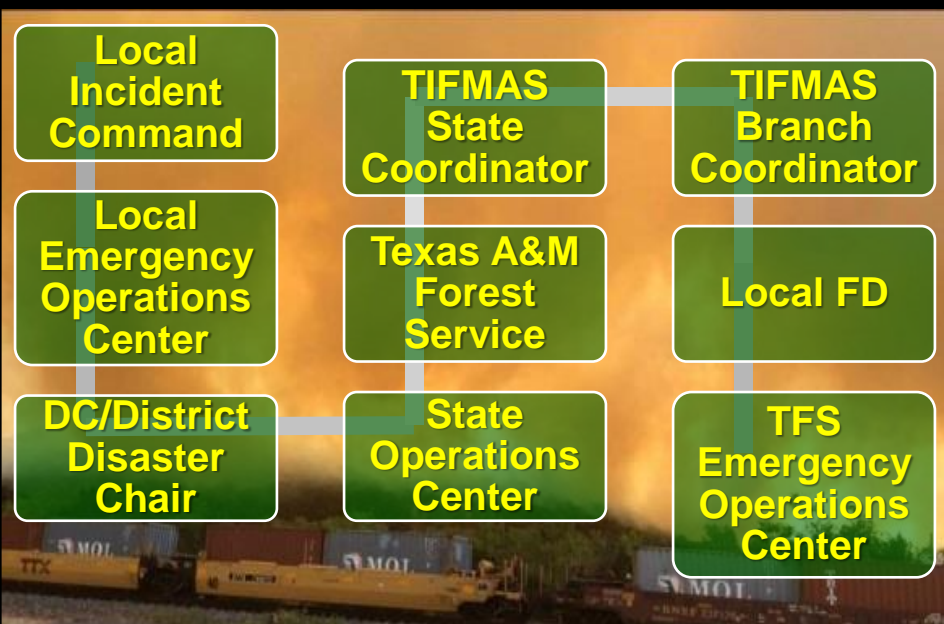 Local
Incident
Command
Local
Emergency
Operations
Center
DC/District
Disaster
Chair
TIFMAS
State
Coordinator
Texas A&M
Forest
Service
State
Operations
Center
TIFMAS
Branch
Coordinator
Local FD
TFS
Emergency
Operations
Center
TTX
MOL
MOL
MOL